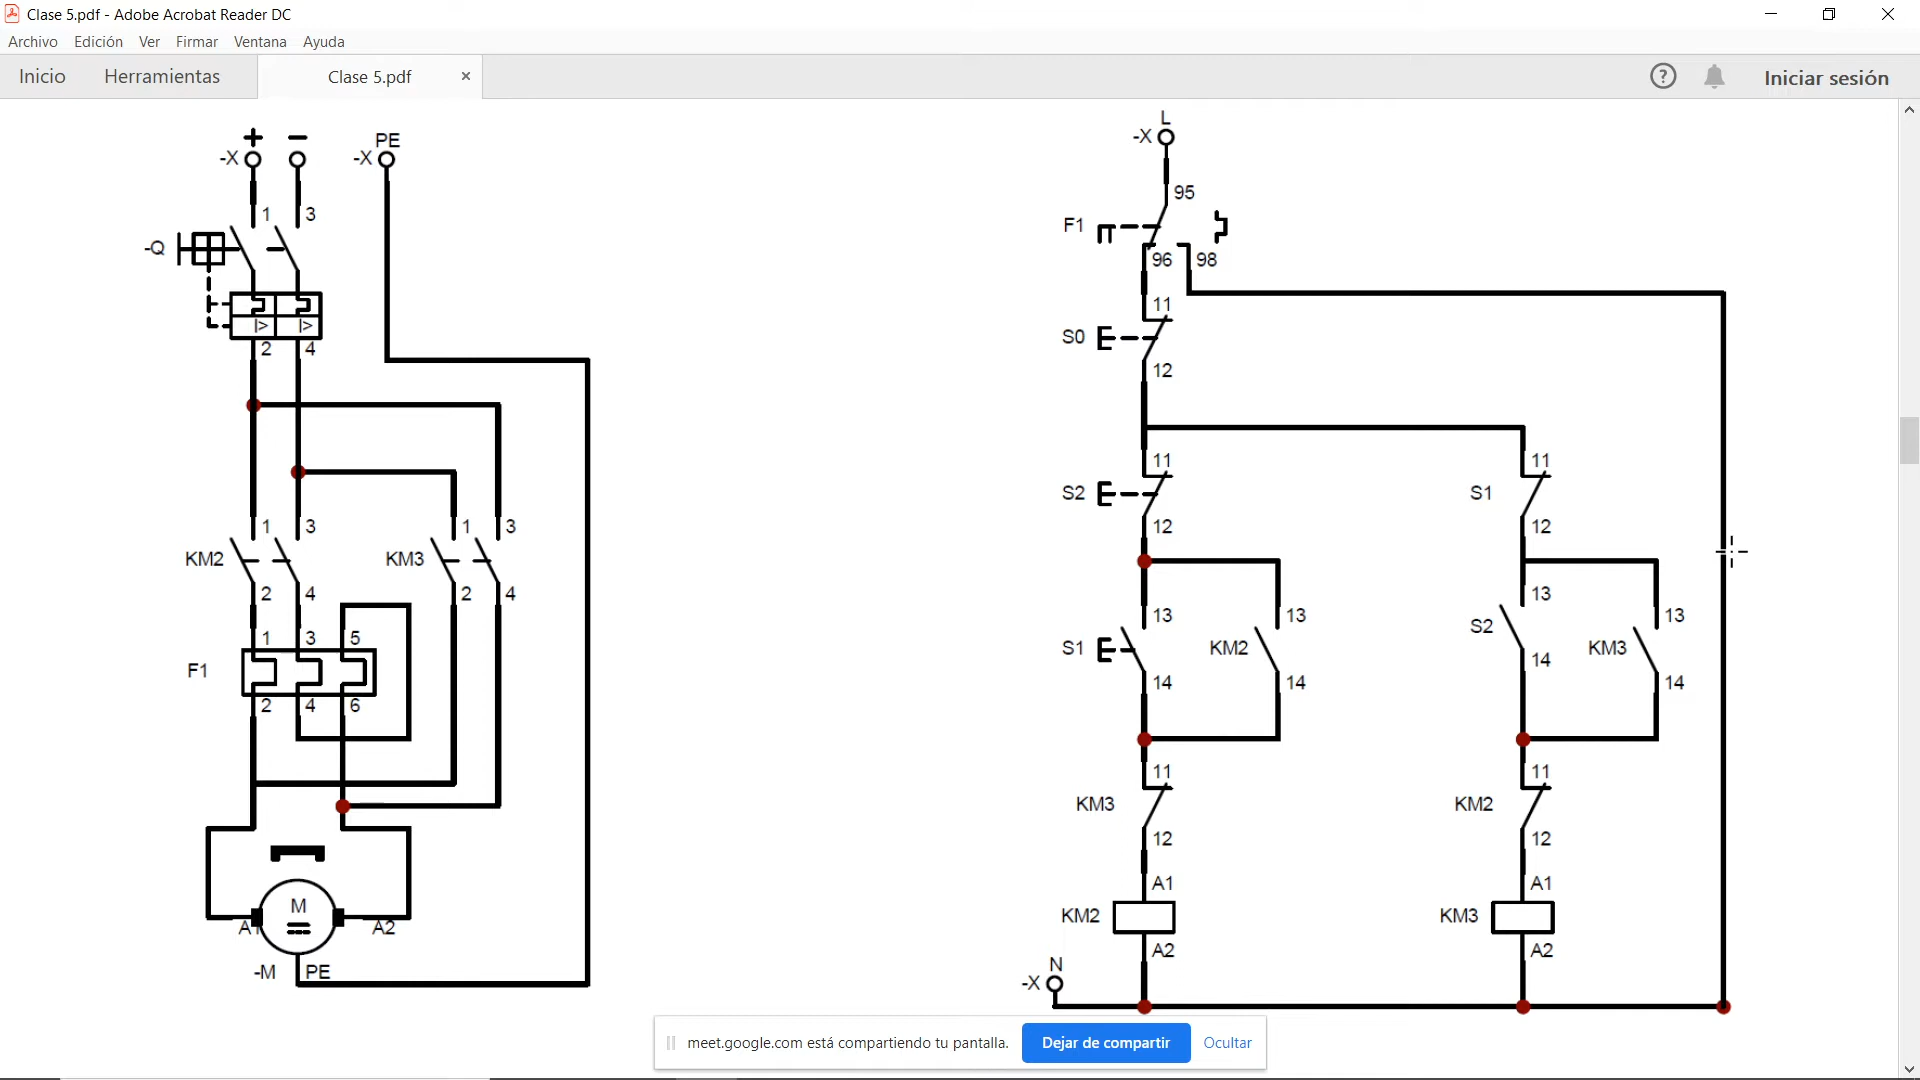 Clase 5.pdf - Adobe Acrobat Reader DC
Archivo Edición Ver Firmar Ventana Ayuda
Inicio Herramientas Clase 5.pdf × ? Iniciar sesión
+ − PE
-X -X
1 3
-Q
I> I>
2 4
1 3 1 3
KM2 KM3
2 4 2 4
1 3 5
F1
2 4 6
M
A1 A2
-M PE
L
-X
95
F1
96 98
11
S0
12
11 11
S2 S1
12 12
13 13 13 13
S1 KM2 S2 KM3
14 14 14 14
11 11
KM3 KM2
12 12
A1 A1
KM2 KM3
A2 A2
N
-X
meet.google.com está compartiendo tu pantalla. Dejar de compartir Ocultar